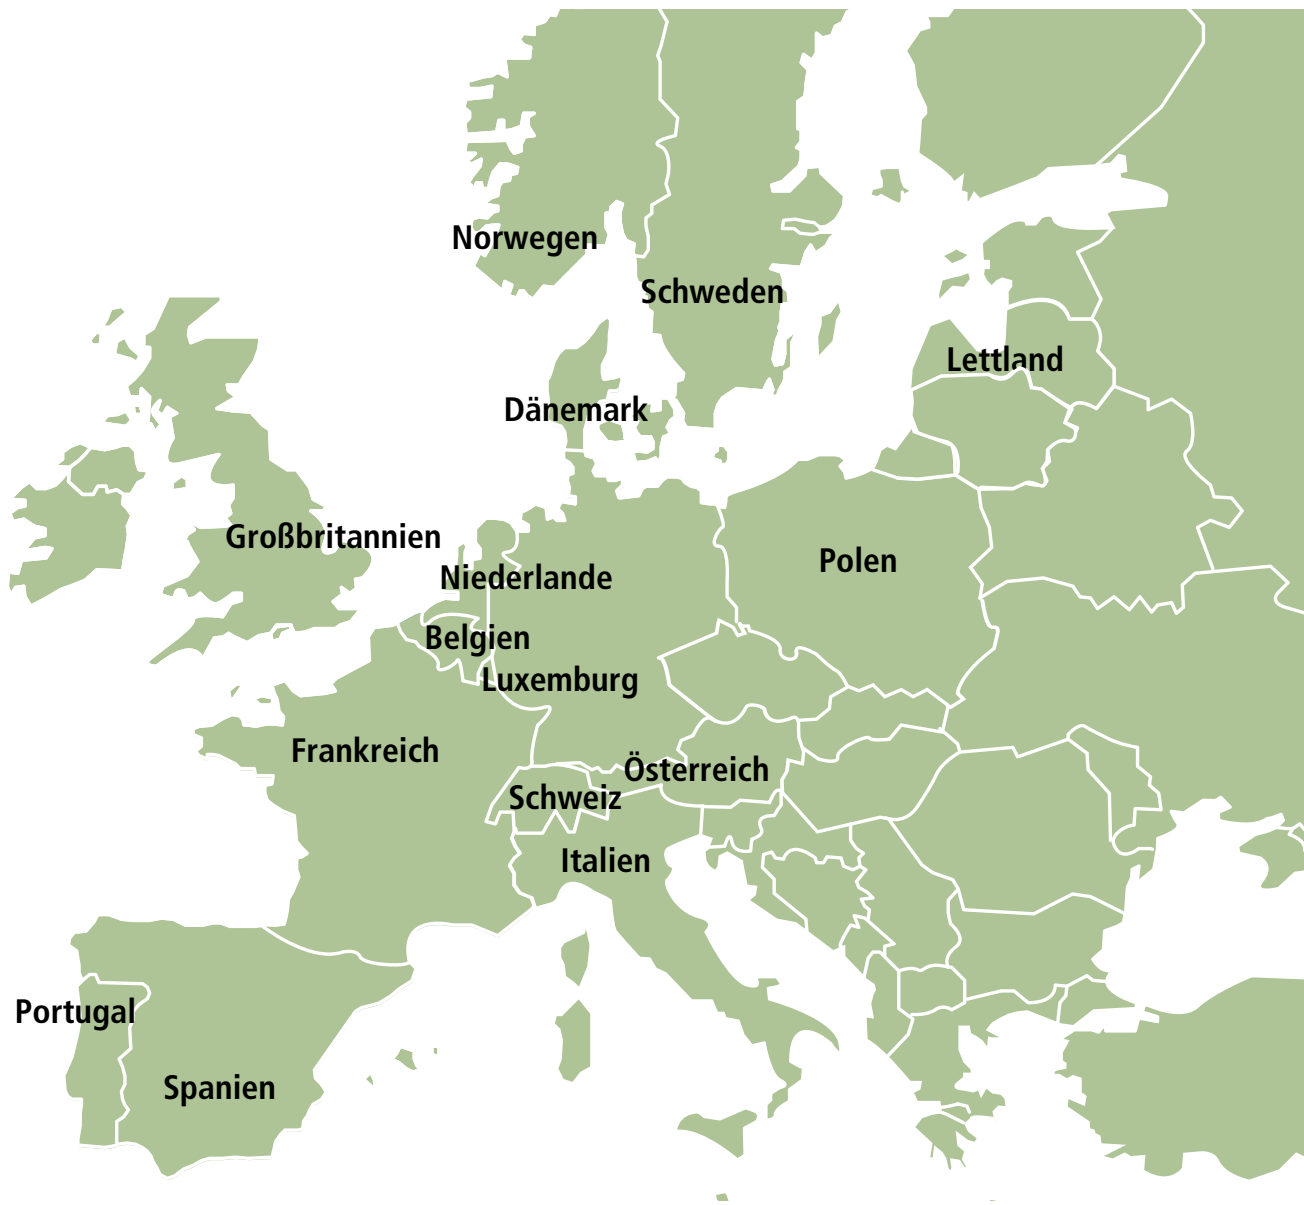 Norwegen
Schweden
Lettland
Dänemark
Großbritannien
Polen
Niederlande
Belgien
Luxemburg
Frankreich
Österreich
Schweiz
Italien
Portugal
Spanien